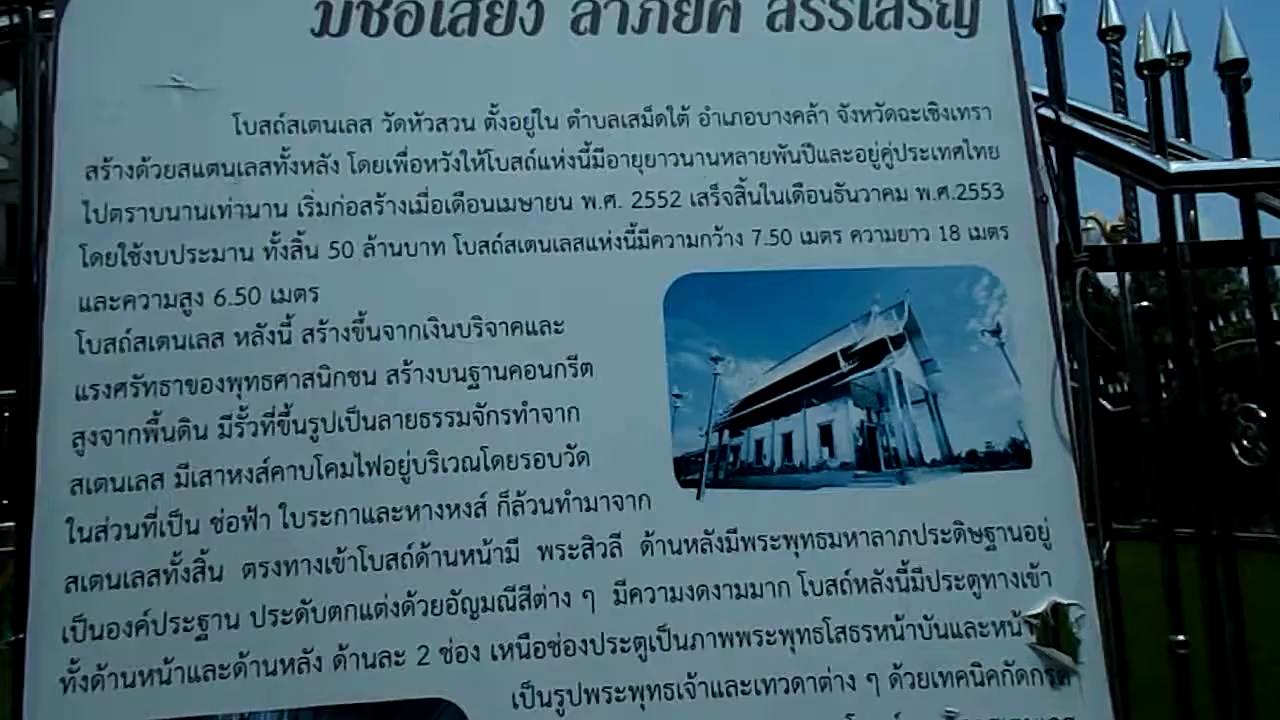 มีชื่อเสียง ลาภยศ สรรเสริญ
โบสถ์สเตนเลส วัดหัวสวน ตั้งอยู่ใน ตำบลเสม็ดใต้ อำเภอบางคล้า จังหวัดฉะเชิงเทรา
สร้างด้วยสแตนเลสทั้งหลัง โดยเพื่อหวังให้โบสถ์แห่งนี้มีอายุยาวนานหลายพันปีและอยู่คู่ประเทศไทย
ไปตราบนานเท่านาน เริ่มก่อสร้างเมื่อเดือนเมษายน พ.ศ. 2552 เสร็จสิ้นในเดือนธันวาคม พ.ศ.2553
โดยใช้งบประมาน ทั้งสิ้น 50 ล้านบาท โบสถ์สเตนเลสแห่งนี้มีความกว้าง 7.50 เมตร ความยาว 18 เมตร
และความสูง 6.50 เมตร
โบสถ์สเตนเลส หลังนี้ สร้างขึ้นจากเงินบริจาคและ
แรงศรัทธาของพุทธศาสนิกชน สร้างบนฐานคอนกรีต
สูงจากพื้นดิน มีรั้วที่ขึ้นรูปเป็นลายธรรมจักรทำจาก
สเตนเลส มีเสาหงส์คาบโคมไฟอยู่บริเวณโดยรอบวัด
ในส่วนที่เป็น ช่อฟ้า ใบระกาและหางหงส์ ก็ล้วนทำมาจาก
สเตนเลสทั้งสิ้น ตรงทางเข้าโบสถ์ด้านหน้ามี พระสิวลี ด้านหลังมีพระพุทธมหาลาภประดิษฐานอยู่
เป็นองค์ประฐาน ประดับตกแต่งด้วยอัญมณีสีต่าง ๆ มีความงดงามมาก โบสถ์หลังนี้มีประตูทางเข้า
ทั้งด้านหน้าและด้านหลัง ด้านละ 2 ช่อง เหนือช่องประตูเป็นภาพพระพุทธโสธรหน้าบันและ
เป็นรูปพระพุทธเจ้าและเทวดาต่าง ๆ ด้วยเทคนิคกัดกรด